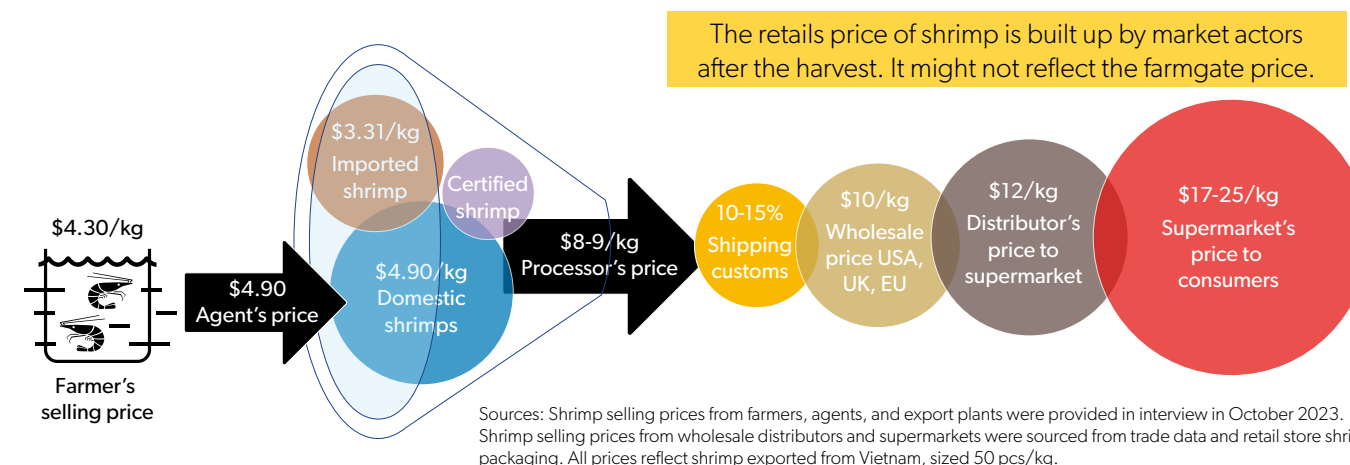 The retails price of shrimp is built up by market actors
after the harvest. It might not reflect the farmgate price.
$4.30/kg
Farmer's
selling price
$4.90
Agent's price
$3.31/kg
Imported
shrimp
Certified
shrimp
$4.90/kg
Domestic
shrimps
$8-9/kg
Processor's price
10-15%
Shipping
customs
$10/kg
Wholesale
price USA,
UK, EU
$12/kg
Distributor's
price to
supermarket
$17-25/kg
Supermarket's
price to
consumers
Sources: Shrimp selling prices from farmers, agents, and export plants were provided in interview in October 2023.
Shrimp selling prices from wholesale distributors and supermarkets were sourced from trade data and retail store
packaging. All prices reflect shrimp exported from Vietnam, sized 50 pcs/kg.